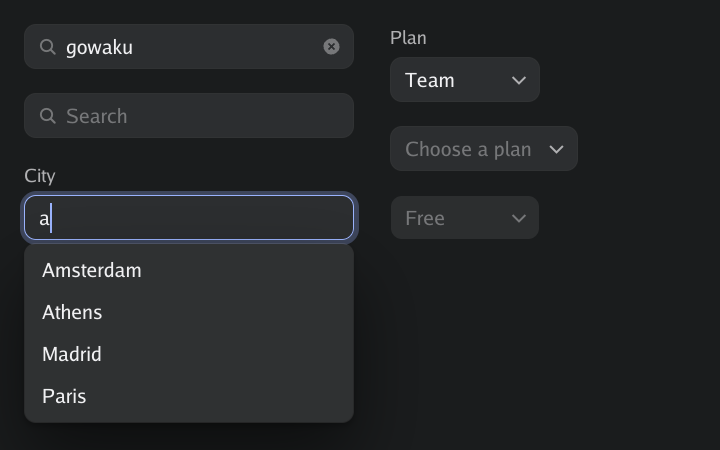 gowaku
Search
City
a
Amsterdam
Athens
Madrid
Paris
Plan
Team
Choose a plan
Free